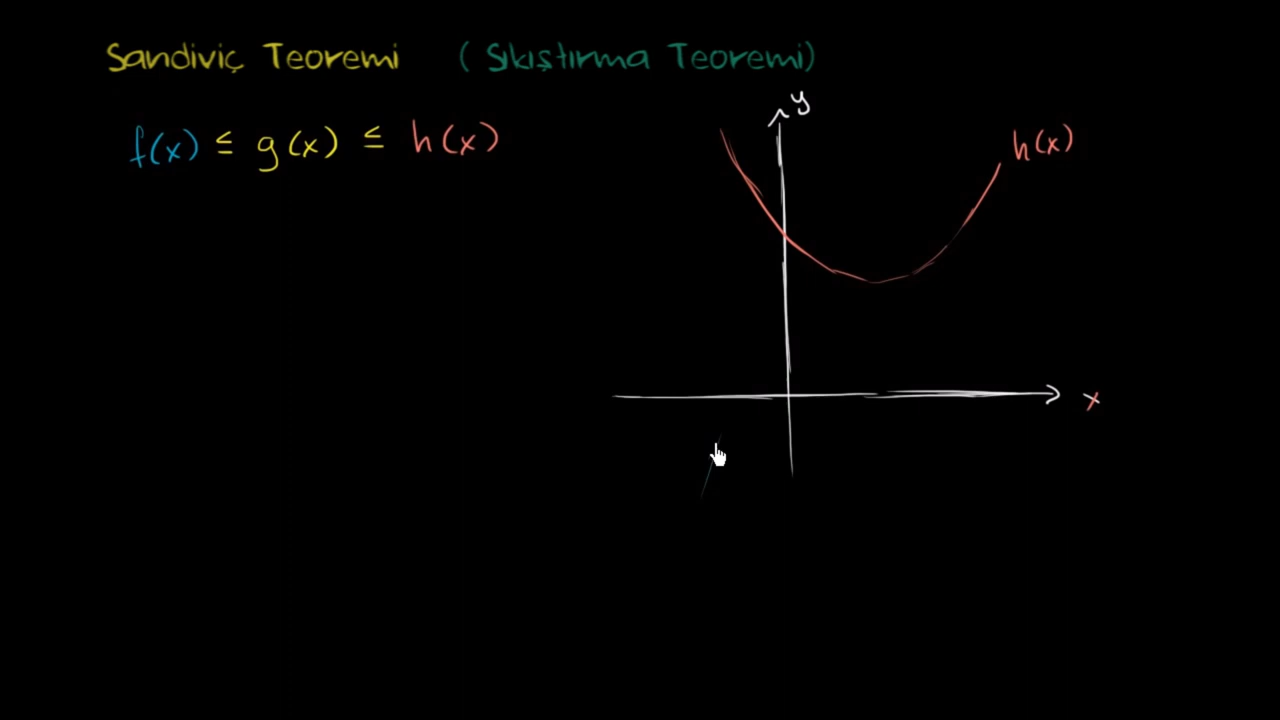 Sandiviç Teoremi ( Sıkıştırma Teoremi)
f(x) ≤ g(x) ≤ h(x)
y
h(x)
x